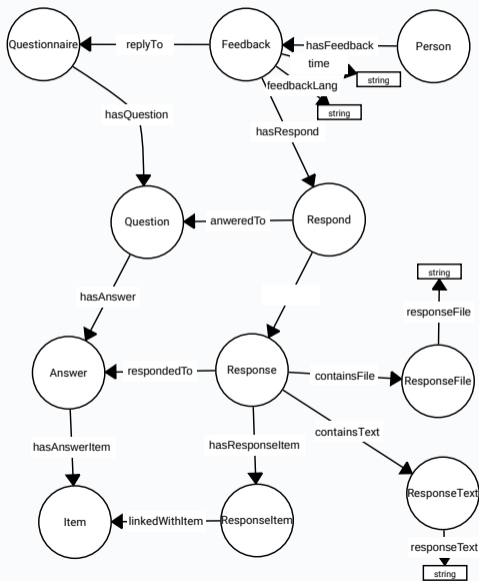 Questionnaire
replyTo
Feedback
hasFeedback
Person
time
string
feedbackLang
string
hasQuestion
hasRespond
Question
anweredTo
Respond
hasAnswer
string
responseFile
Answer
respondedTo
Response
containsFile
ResponseFile
hasAnswerItem
hasResponseItem
containsText
Item
linkedWithItem
ResponseItem
ResponseText
responseText
string